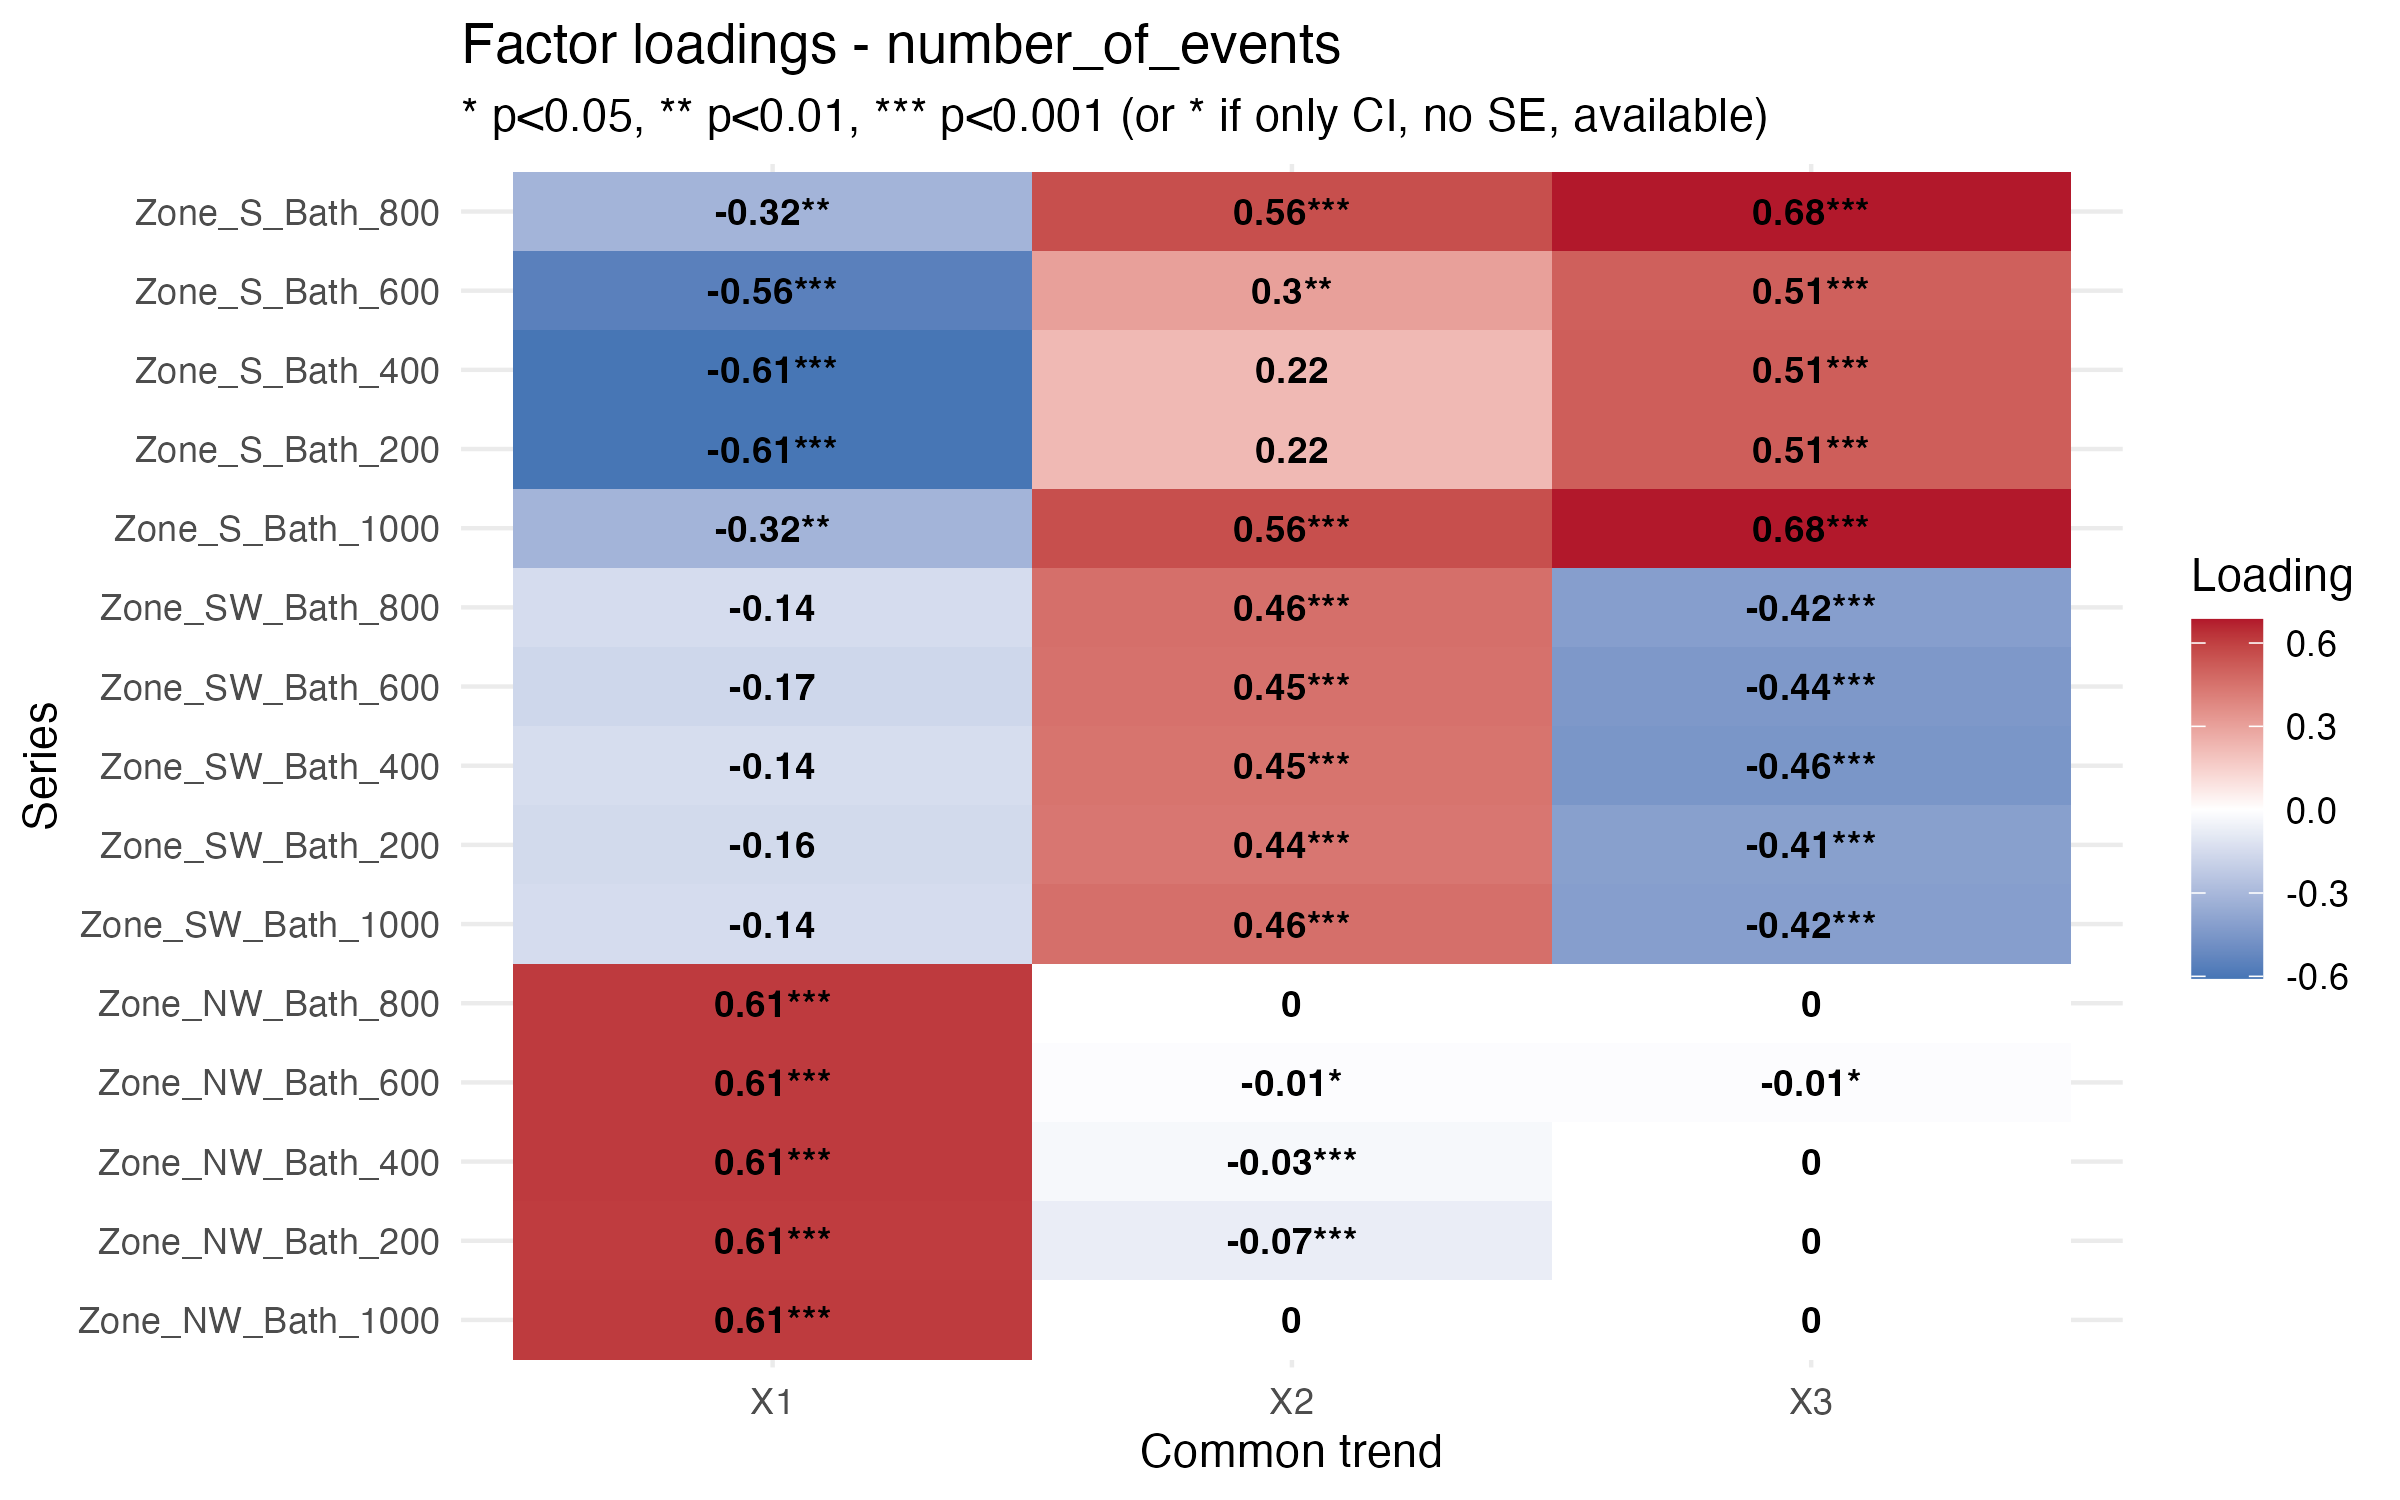 Factor loadings - number_of_events
* p<0.05, ** p<0.01, *** p<0.001 (or * if only CI, no SE, available)
Series
Zone_S_Bath_800 -0.32** 0.56*** 0.68***
Zone_S_Bath_600 -0.56*** 0.3** 0.51***
Zone_S_Bath_400 -0.61*** 0.22 0.51***
Zone_S_Bath_200 -0.61*** 0.22 0.51***
Zone_S_Bath_1000 -0.32** 0.56*** 0.68***
Zone_SW_Bath_800 -0.14 0.46*** -0.42***
Zone_SW_Bath_600 -0.17 0.45*** -0.44***
Zone_SW_Bath_400 -0.14 0.45*** -0.46***
Zone_SW_Bath_200 -0.16 0.44*** -0.41***
Zone_SW_Bath_1000 -0.14 0.46*** -0.42***
Zone_NW_Bath_800 0.61*** 0 0
Zone_NW_Bath_600 0.61*** -0.01* -0.01*
Zone_NW_Bath_400 0.61*** -0.03*** 0
Zone_NW_Bath_200 0.61*** -0.07*** 0
Zone_NW_Bath_1000 0.61*** 0 0
X1 X2 X3
Common trend
Loading
0.6
0.3
0.0
-0.3
-0.6